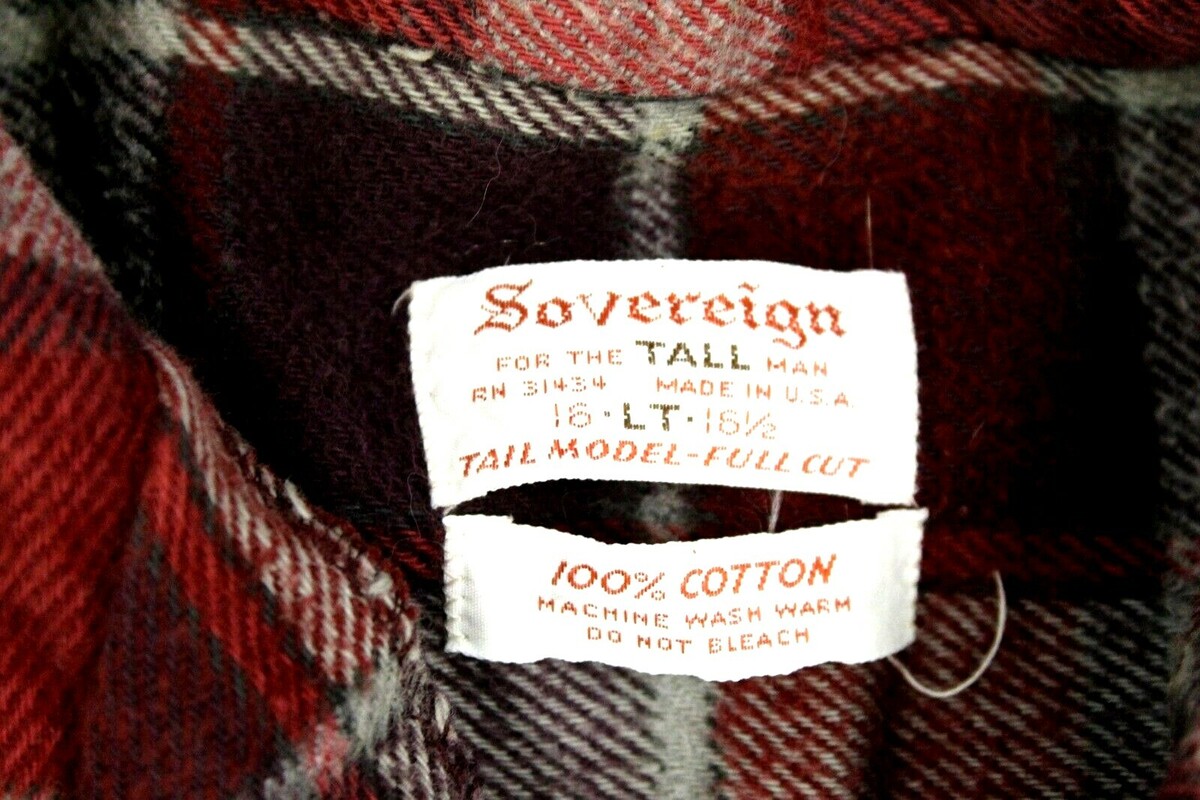 Sovereign
FOR THE TALL MAN
RN 31434 MADE IN U.S.A.
16·LT·16½
TAIL MODEL-FULL CUT
100% COTTON
MACHINE WASH WARM
DO NOT BLEACH